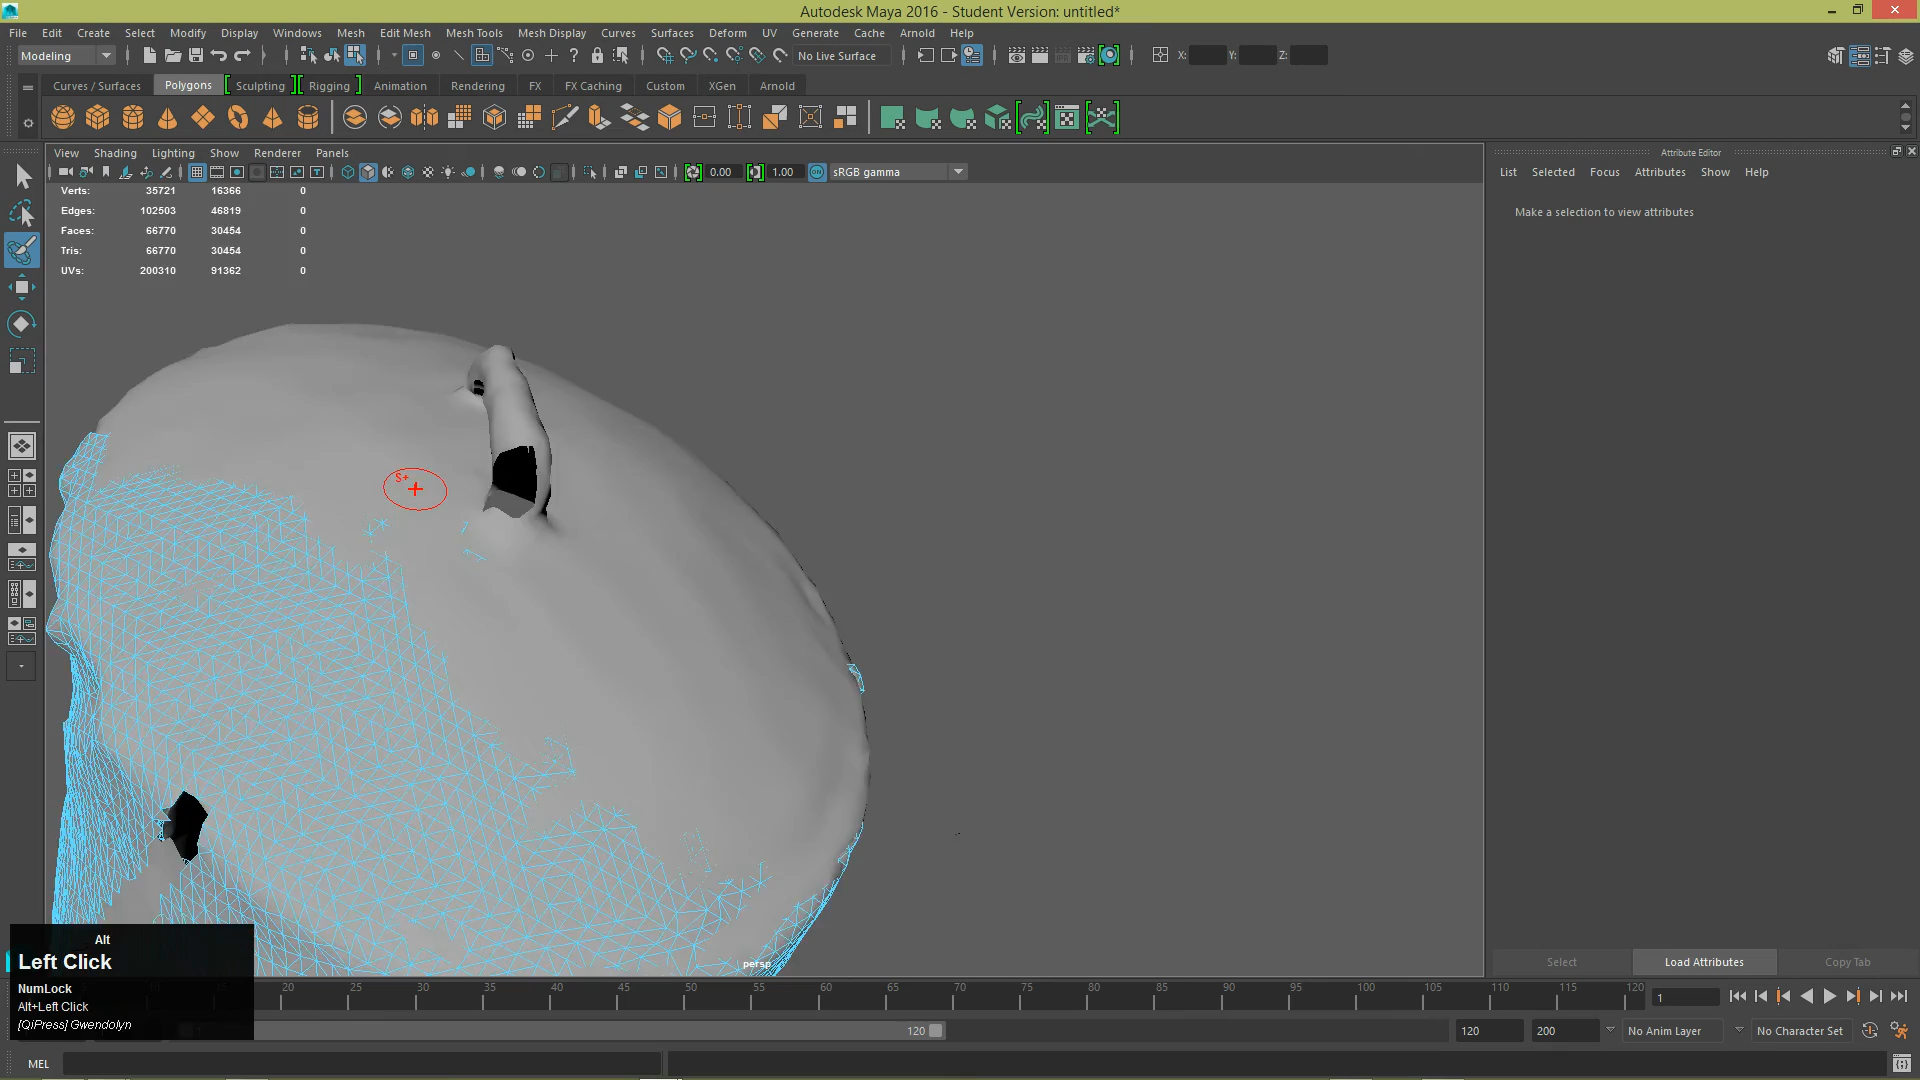 Autodesk Maya 2016 - Student Version: untitled*
File Edit Create Select Modify Display Windows Mesh Edit Mesh Mesh Tools Mesh Display Curves Surfaces Deform UV Generate Cache Arnold Help
Modeling No Live Surface X: Y: Z:
Curves / Surfaces Polygons Sculpting Rigging Animation Rendering FX FX Caching Custom XGen Arnold
View Shading Lighting Show Renderer Panels
Attribute Editor
0.00 1.00 ON sRGB gamma
List Selected Focus Attributes Show Help
Verts: 35721 16366 0
Edges: 102503 46819 0
Faces: 66770 30454 0
Tris: 66770 30454 0
UVs: 200310 91362 0
Make a selection to view attributes
S+
persp
Select Load Attributes Copy Tab
Alt
Left Click
NumLock
Alt+Left Click
[QiPress] Gwendolyn
20 25 30 35 40 45 50 55 60 65 70 75 80 85 90 95 100 105 110 115 120
1
120 120 200 No Anim Layer No Character Set
MEL